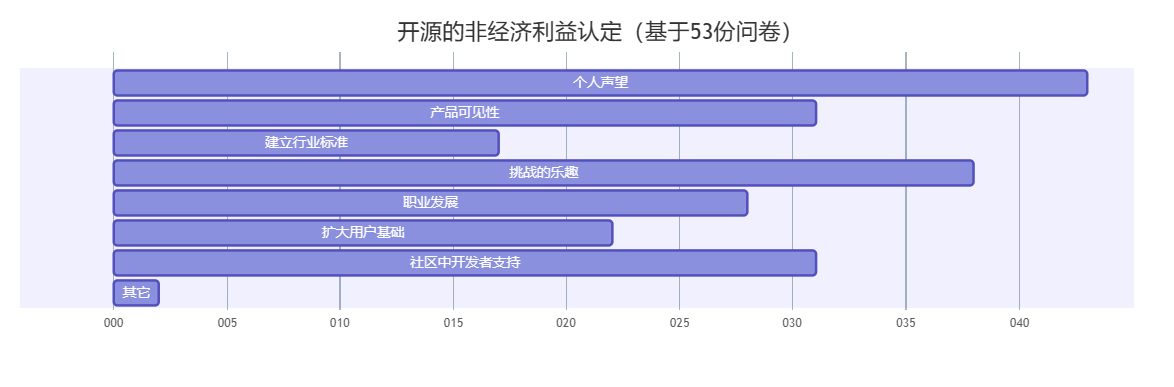 开源的非经济利益认定（基于53份问卷）
个人声望
产品可见性
建立行业标准
挑战的乐趣
职业发展
扩大用户基础
社区中开发者支持
其它
000 005 010 015 020 025 030 035 040